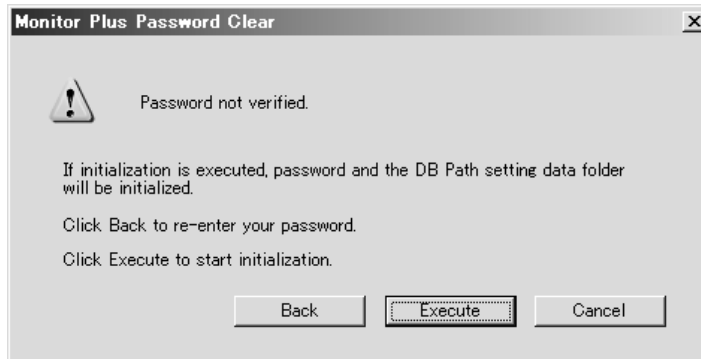 Monitor Plus Password Clear
Password not verified.
If initialization is executed, password and the DB Path setting data folder
will be initialized.
Click Back to re-enter your password.
Click Execute to start initialization.
Back Execute Cancel